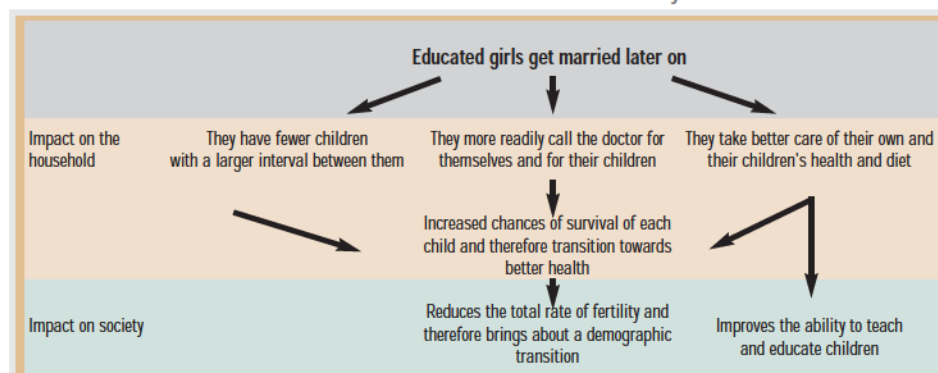 Educated girls get married later on
Impact on the
household
They have fewer children
with a larger interval between them
They more readily call the doctor for
themselves and for their children
They take better care of their own and
their children's health and diet
Increased chances of survival of each
child and therefore transition towards
better health
Impact on society
Reduces the total rate of fertility and
therefore brings about a demographic
transition
Improves the ability to teach
and educate children